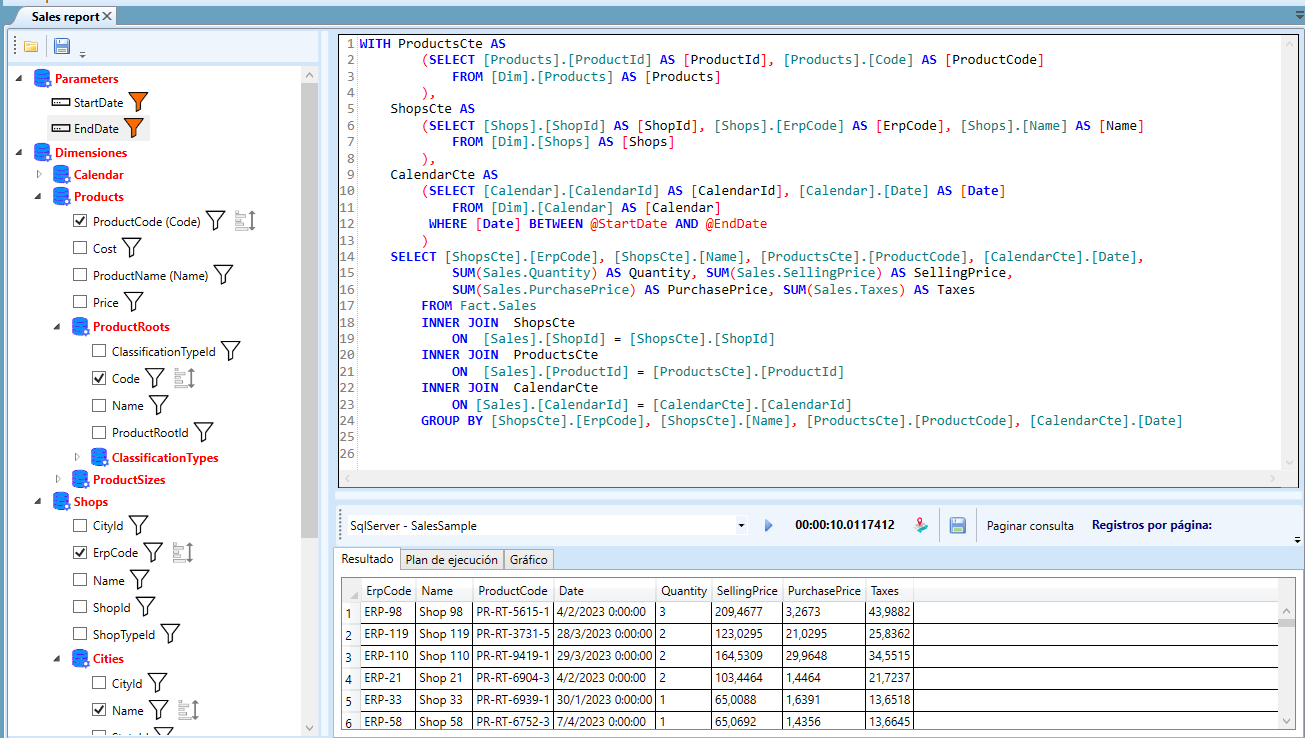 Sales report
Parameters
StartDate
EndDate
Dimensiones
Calendar
Products
ProductCode (Code)
Cost
ProductName (Name)
Price
ProductRoots
ClassificationTypeId
Code
Name
ProductRootId
ClassificationTypes
ProductSizes
Shops
CityId
ErpCode
Name
ShopId
ShopTypeId
Cities
CityId
Name
1 WITH ProductsCte AS
2 (SELECT [Products].[ProductId] AS [ProductId], [Products].[Code] AS [ProductCode]
3 FROM [Dim].[Products] AS [Products]
4 ),
5 ShopsCte AS
6 (SELECT [Shops].[ShopId] AS [ShopId], [Shops].[ErpCode] AS [ErpCode], [Shops].[Name] AS [Name]
7 FROM [Dim].[Shops] AS [Shops]
8 ),
9 CalendarCte AS
10 (SELECT [Calendar].[CalendarId] AS [CalendarId], [Calendar].[Date] AS [Date]
11 FROM [Dim].[Calendar] AS [Calendar]
12 WHERE [Date] BETWEEN @StartDate AND @EndDate
13 )
14 SELECT [ShopsCte].[ErpCode], [ShopsCte].[Name], [ProductsCte].[ProductCode], [CalendarCte].[Date],
15 SUM(Sales.Quantity) AS Quantity, SUM(Sales.SellingPrice) AS SellingPrice,
16 SUM(Sales.PurchasePrice) AS PurchasePrice, SUM(Sales.Taxes) AS Taxes
17 FROM Fact.Sales
18 INNER JOIN ShopsCte
19 ON [Sales].[ShopId] = [ShopsCte].[ShopId]
20 INNER JOIN ProductsCte
21 ON [Sales].[ProductId] = [ProductsCte].[ProductId]
22 INNER JOIN CalendarCte
23 ON [Sales].[CalendarId] = [CalendarCte].[CalendarId]
24 GROUP BY [ShopsCte].[ErpCode], [ShopsCte].[Name], [ProductsCte].[ProductCode], [CalendarCte].[Date]
25
26
SqlServer - SalesSample 00:00:10.0117412 Paginar consulta Registros por página:
Resultado Plan de ejecución Gráfico
ErpCode Name ProductCode Date Quantity SellingPrice PurchasePrice Taxes
1 ERP-98 Shop 98 PR-RT-5615-1 4/2/2023 0:00:00 3 209,4677 3,2673 43,9882
2 ERP-119 Shop 119 PR-RT-3731-5 28/3/2023 0:00:00 2 123,0295 21,0295 25,8362
3 ERP-110 Shop 110 PR-RT-9419-1 29/3/2023 0:00:00 2 164,5309 29,9648 34,5515
4 ERP-21 Shop 21 PR-RT-6904-3 4/2/2023 0:00:00 2 103,4464 1,4464 21,7237
5 ERP-33 Shop 33 PR-RT-6939-1 30/1/2023 0:00:00 1 65,0088 1,6391 13,6518
6 ERP-58 Shop 58 PR-RT-6752-3 7/4/2023 0:00:00 1 65,0692 1,4356 13,6645